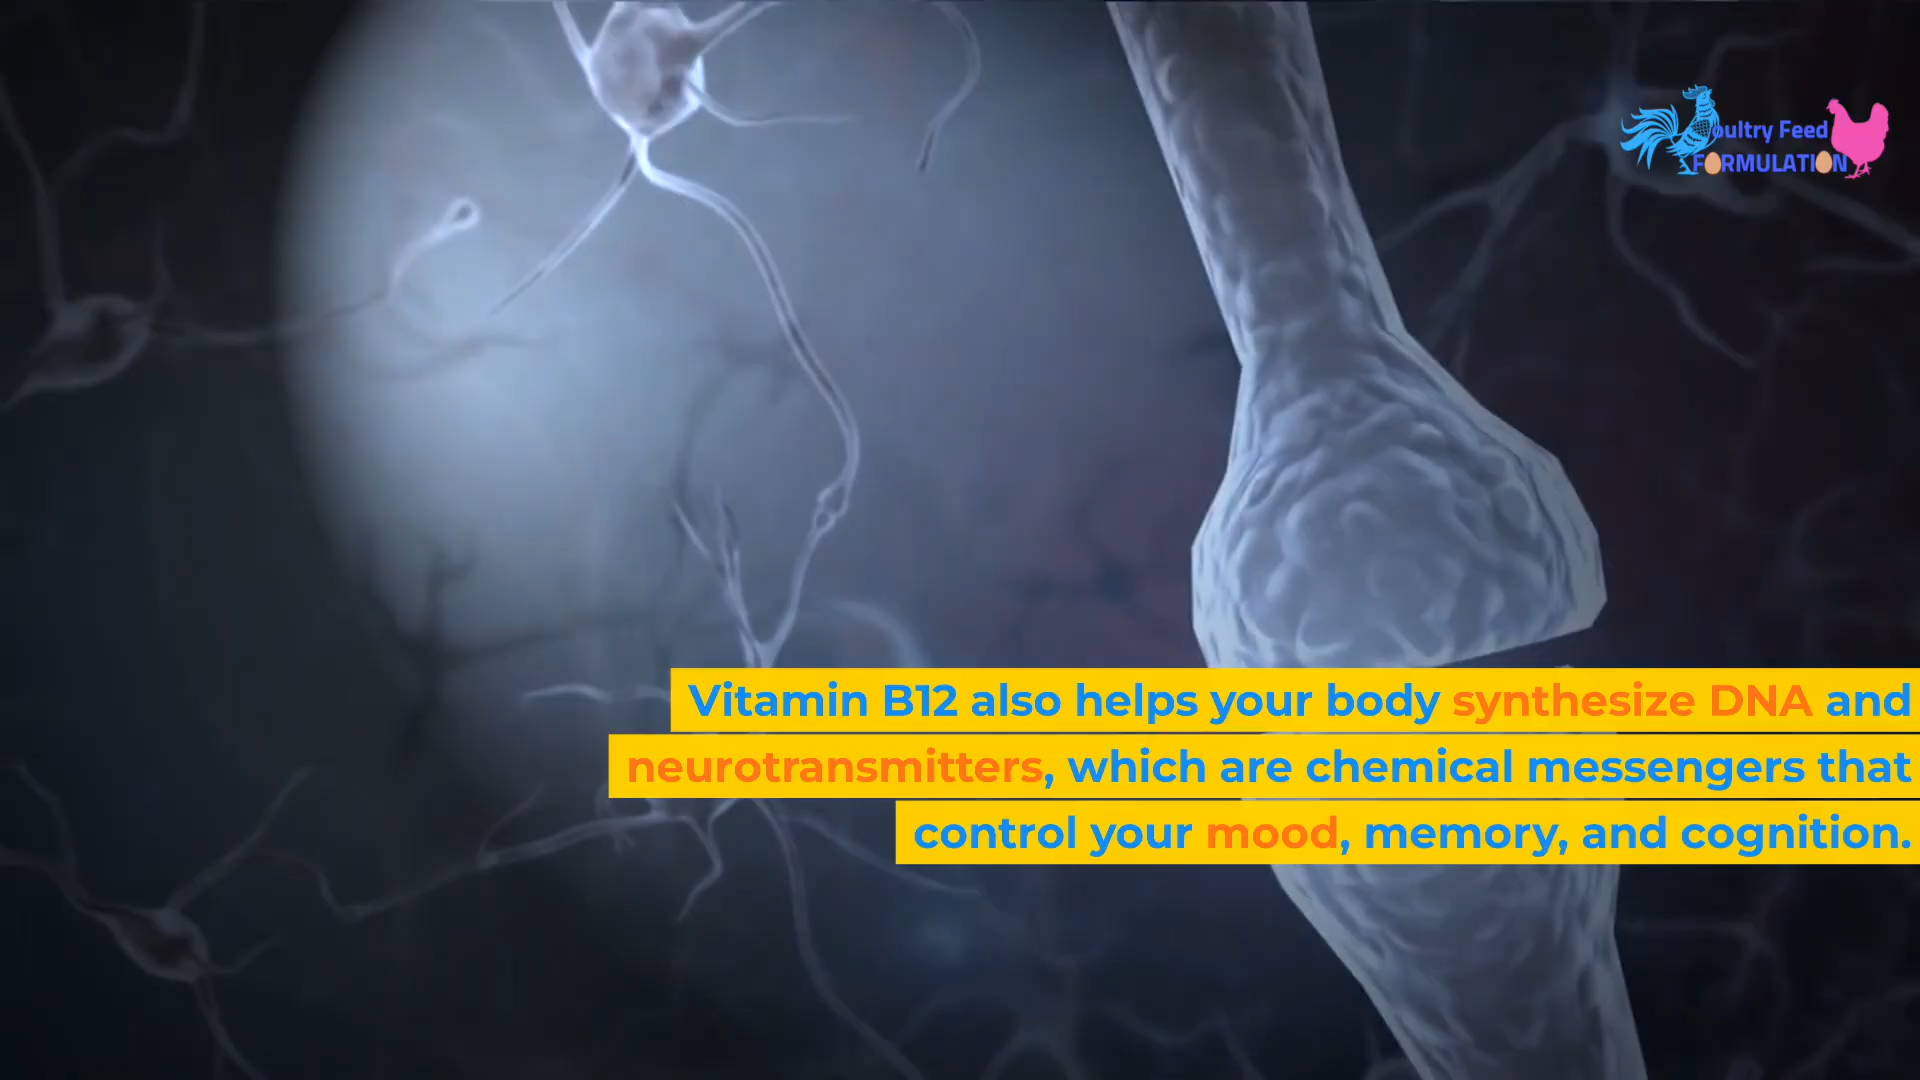 oultry Feed
FORMULATION
Vitamin B12 also helps your body synthesize DNA and
neurotransmitters, which are chemical messengers that
control your mood, memory, and cognition.